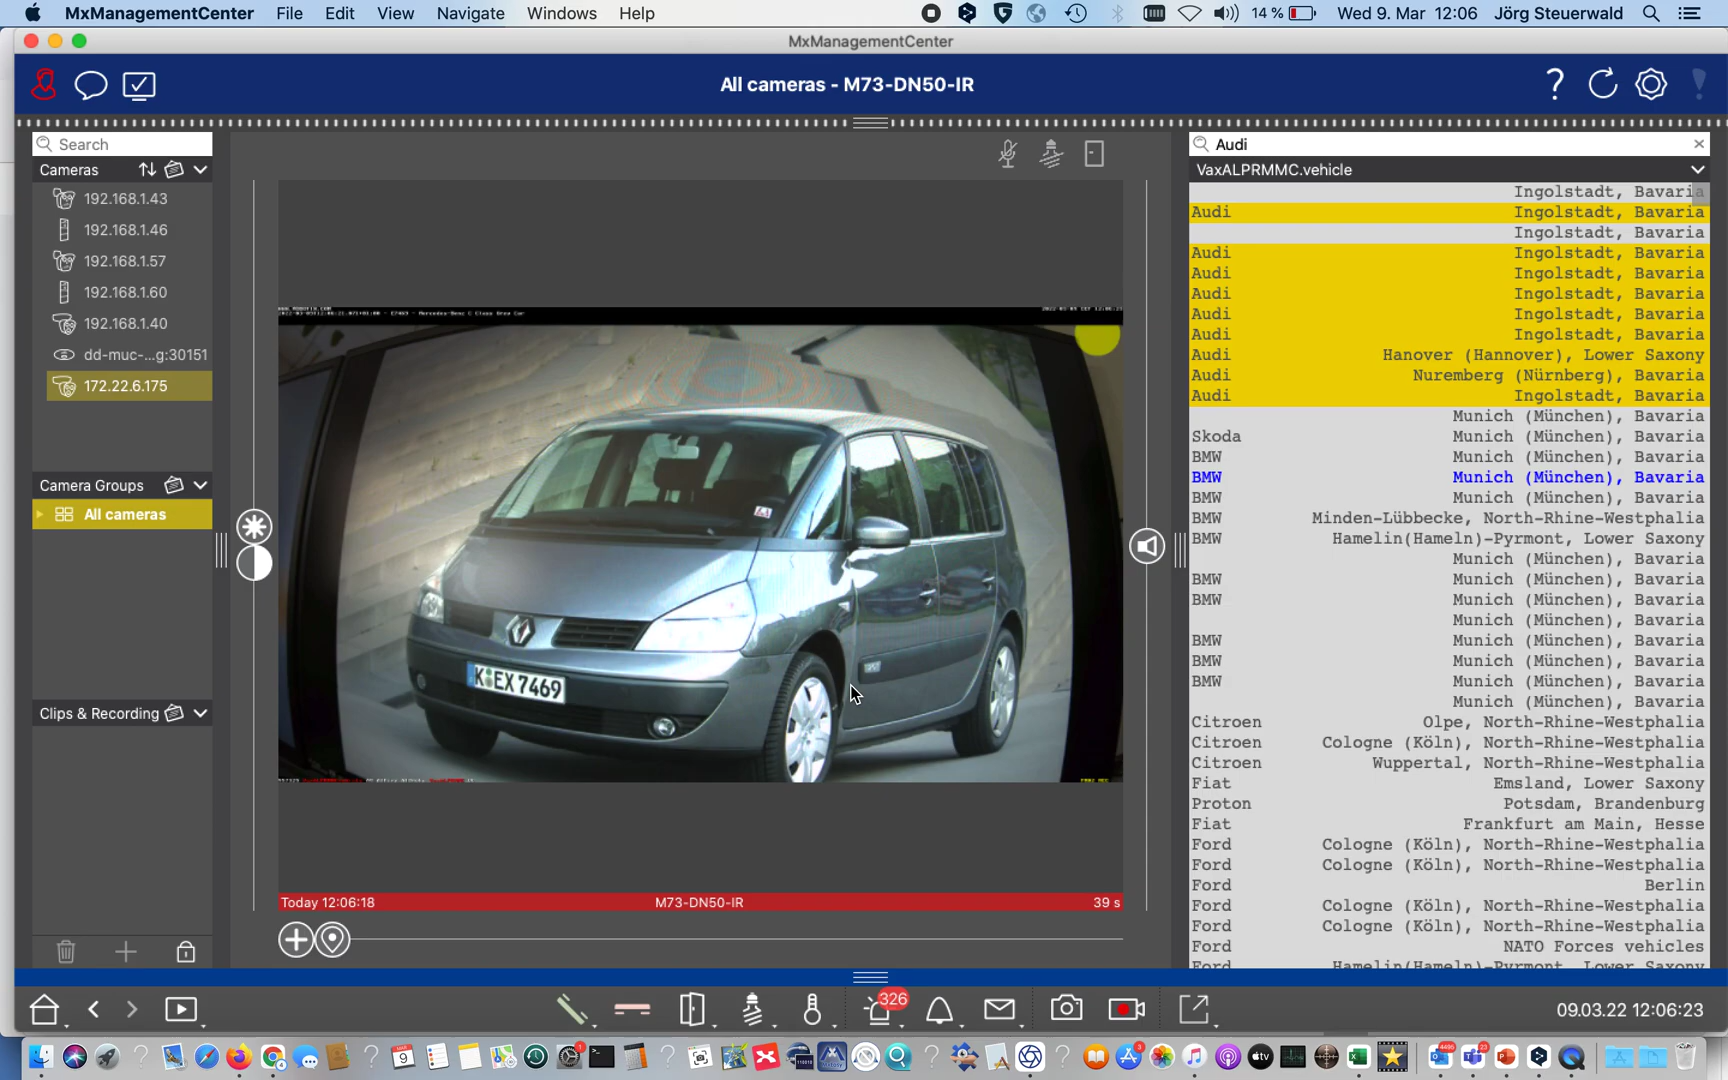 MxManagementCenter File Edit View Navigate Windows Help 14 % Wed 9. Mar 12:06 Jörg Steuerwald
MxManagementCenter
All cameras - M73-DN50-IR
Search
Audi
Cameras
VaxALPRMMC.vehicle
192.168.1.43
192.168.1.46
192.168.1.57
192.168.1.60
192.168.1.40
dd-muc-...g:30151
172.22.6.175
Camera Groups
All cameras
Clips & Recording
K EX 7469
Today 12:06:18 M73-DN50-IR 39 s
Ingolstadt, Bavaria
Audi Ingolstadt, Bavaria
Ingolstadt, Bavaria
Audi Ingolstadt, Bavaria
Audi Ingolstadt, Bavaria
Audi Ingolstadt, Bavaria
Audi Ingolstadt, Bavaria
Audi Ingolstadt, Bavaria
Audi Hanover (Hannover), Lower Saxony
Audi Nuremberg (Nürnberg), Bavaria
Audi Ingolstadt, Bavaria
Munich (München), Bavaria
Skoda Munich (München), Bavaria
BMW Munich (München), Bavaria
BMW Munich (München), Bavaria
BMW Munich (München), Bavaria
BMW Minden-Lübbecke, North-Rhine-Westphalia
BMW Hamelin(Hameln)-Pyrmont, Lower Saxony
Munich (München), Bavaria
BMW Munich (München), Bavaria
BMW Munich (München), Bavaria
Munich (München), Bavaria
BMW Munich (München), Bavaria
BMW Munich (München), Bavaria
BMW Munich (München), Bavaria
Munich (München), Bavaria
Citroen Olpe, North-Rhine-Westphalia
Citroen Cologne (Köln), North-Rhine-Westphalia
Citroen Wuppertal, North-Rhine-Westphalia
Fiat Emsland, Lower Saxony
Proton Potsdam, Brandenburg
Fiat Frankfurt am Main, Hesse
Ford Cologne (Köln), North-Rhine-Westphalia
Ford Cologne (Köln), North-Rhine-Westphalia
Ford Berlin
Ford Cologne (Köln), North-Rhine-Westphalia
Ford Cologne (Köln), North-Rhine-Westphalia
Ford NATO Forces vehicles
Ford Hamelin(Hameln)-Pyrmont, Lower Saxony
326
09.03.22 12:06:23